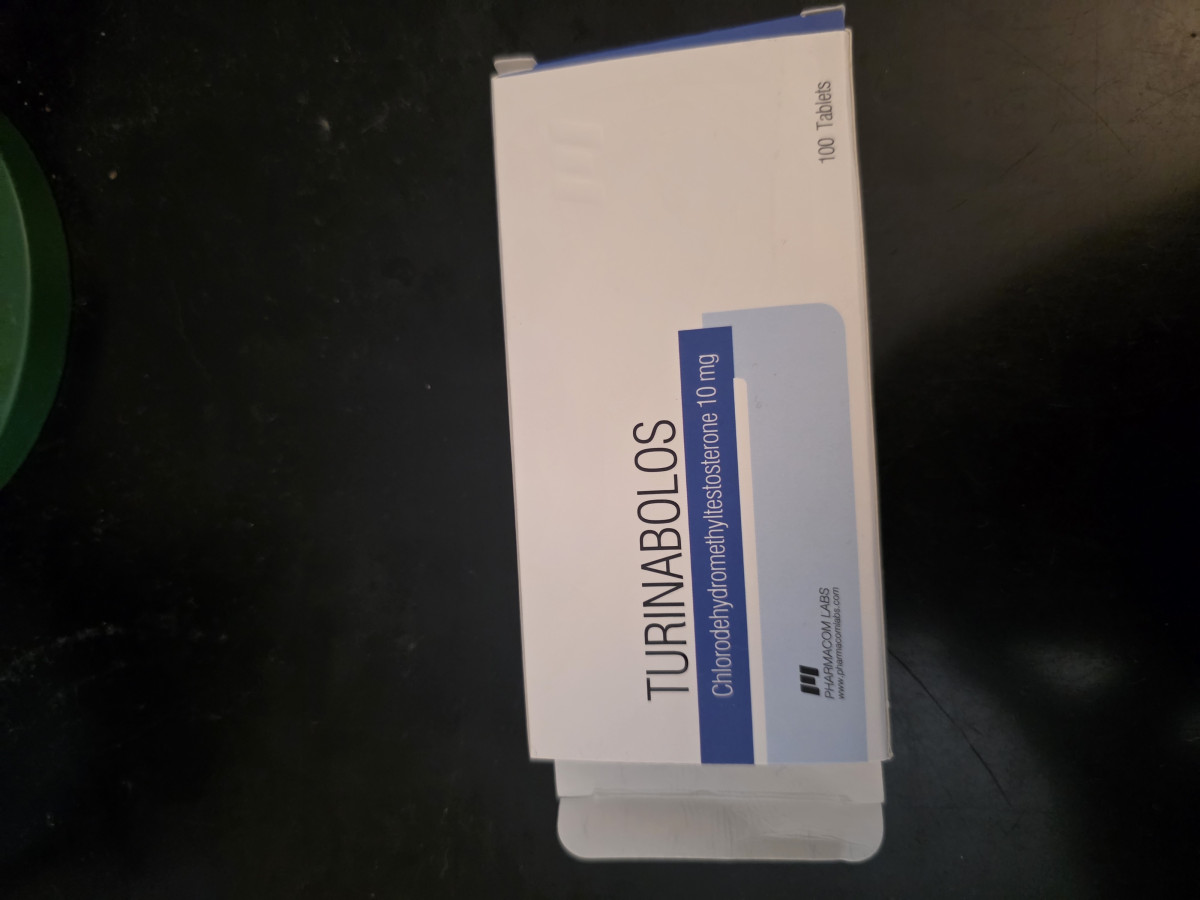 TURINABOLOS
Chlorodehydromethyltestosterone 10 mg
PHARMACOM LABS
www.pharmacomlabs.com
100 Tablets